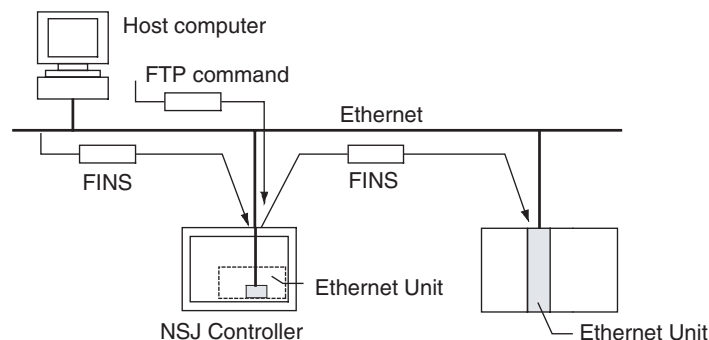 Host computer
FTP command
Ethernet
FINS
FINS
Ethernet Unit
NSJ Controller
Ethernet Unit